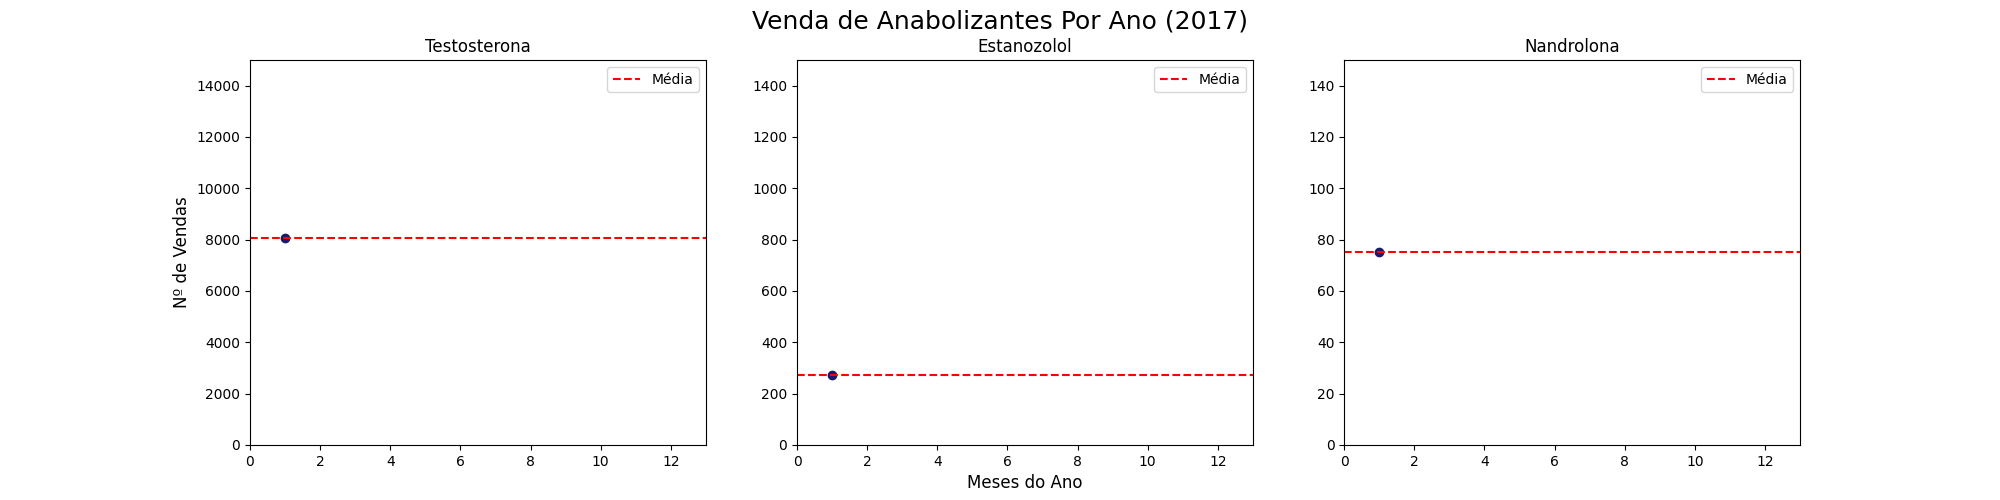 Venda de Anabolizantes Por Ano (2017)
Testosterona
Média
14000
12000
10000
8000
6000
4000
2000
0
0 2 4 6 8 10 12
Nº de Vendas
Estanozolol
Média
1400
1200
1000
800
600
400
200
0
0 2 4 6 8 10 12
Meses do Ano
Nandrolona
Média
140
120
100
80
60
40
20
0
0 2 4 6 8 10 12